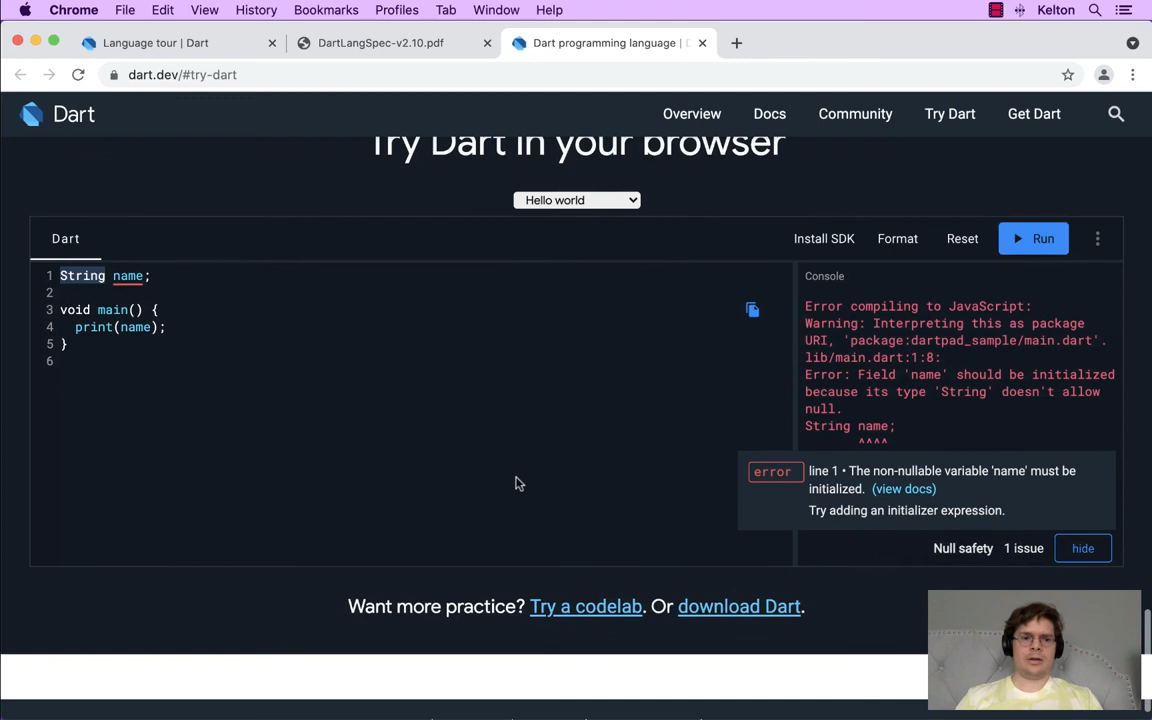 Chrome File Edit View History Bookmarks Profiles Tab Window Help Kelton
Language tour | Dart
DartLangSpec-v2.10.pdf
Dart programming language |
dart.dev/#try-dart
Dart Overview Docs Community Try Dart Get Dart
Try Dart in your browser
Hello world
Dart Install SDK Format Reset Run
1 String name;
2
3 void main() {
4 print(name);
5 }
6
Console
Error compiling to JavaScript:
Warning: Interpreting this as package
URI, 'package:dartpad_sample/main.dart'.
lib/main.dart:1:8:
Error: Field 'name' should be initialized
because its type 'String' doesn't allow
null.
String name;
^^^^
error line 1 • The non-nullable variable 'name' must be
initialized. (view docs)
Try adding an initializer expression.
Null safety 1 issue hide
Want more practice? Try a codelab. Or download Dart.